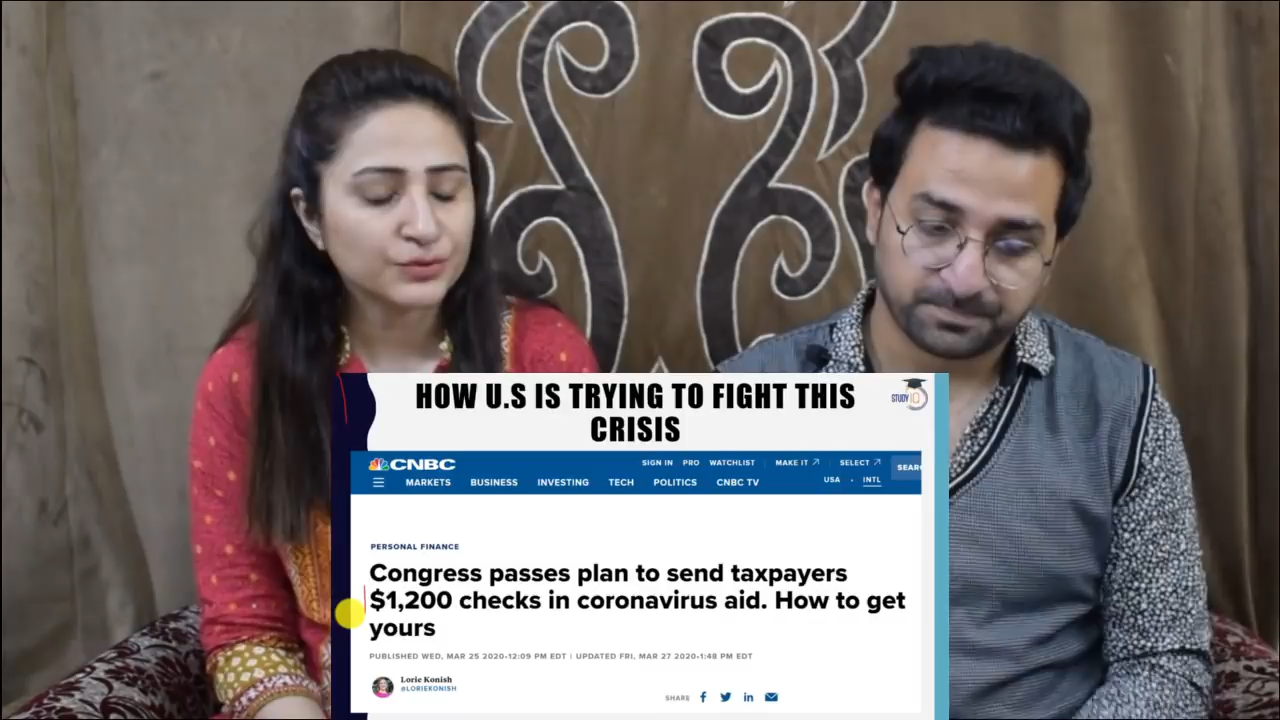 HOW U.S IS TRYING TO FIGHT THIS
CRISIS
STUDY IQ
CNBC
SIGN IN PRO WATCHLIST MAKE IT SELECT
SEAR
USA · INTL
MARKETS BUSINESS INVESTING TECH POLITICS CNBC TV
PERSONAL FINANCE
Congress passes plan to send taxpayers
$1,200 checks in coronavirus aid. How to get
yours
PUBLISHED WED, MAR 25 2020•12:09 PM EDT | UPDATED FRI, MAR 27 2020•1:48 PM EDT
Lorie Konish
@LORIEKONISH
SHARE